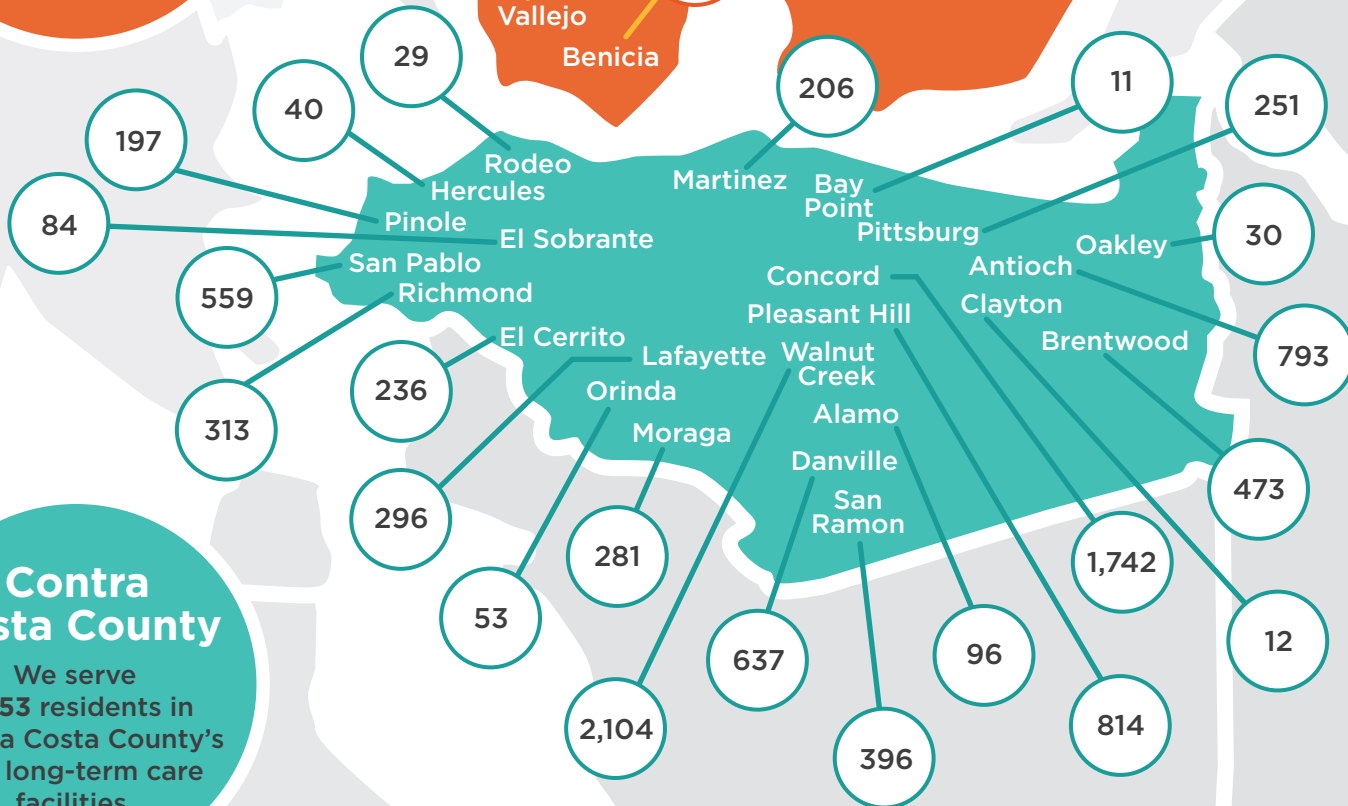 Vallejo
Benicia
29
40
197
84
559
313
236
296
53
281
2,104
637
396
96
814
1,742
12
473
793
30
251
11
206
Rodeo
Hercules
Pinole
El Sobrante
San Pablo
Richmond
El Cerrito
Lafayette
Orinda
Moraga
Martinez
Bay
Point
Pittsburg
Oakley
Antioch
Concord
Clayton
Pleasant Hill
Brentwood
Walnut
Creek
Alamo
Danville
San
Ramon
Contra
sta County
We serve
53 residents in
a Costa County's
long-term care
facilities